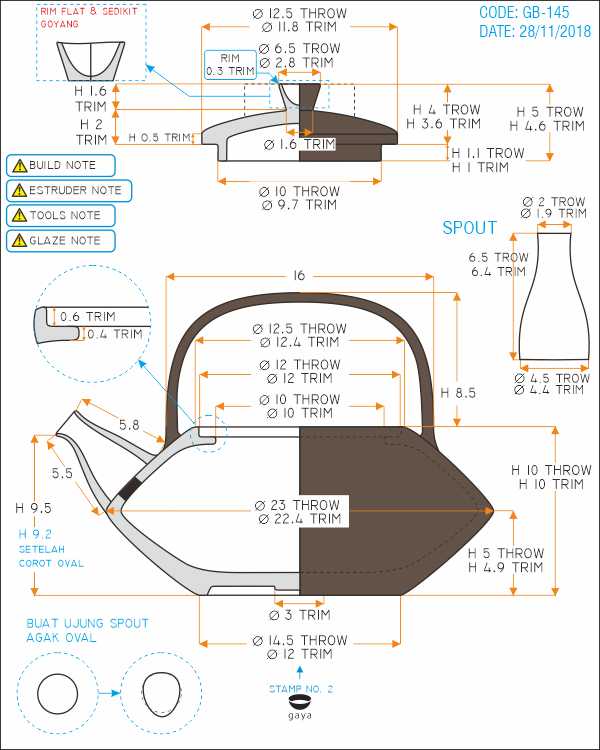 RIM FLAT & SEDIKIT
GOYANG
Ø 12.5 THROW
Ø 11.8 TRIM
CODE: GB-145
DATE: 28/11/2018
Ø 6.5 TROW
Ø 2.8 TRIM
RIM
0.3 TRIM
H 1.6
TRIM
H 2
TRIM
H 0.5 TRIM
Ø 1.6 TRIM
H 4 TROW
H 3.6 TRIM
H 5 TROW
H 4.6 TRIM
H 1,1 TROW
H 1 TRIM
Ø 10 THROW
Ø 9.7 TRIM
BUILD NOTE
ESTRUDER NOTE
TOOLS NOTE
GLAZE NOTE
SPOUT
Ø 2 TROW
Ø 1.9 TRIM
6.5 TROW
6.4 TRIM
Ø 4.5 TROW
Ø 4.4 TRIM
16
0.6 TRIM
0.4 TRIM
Ø 12.5 THROW
Ø 12.4 TRIM
Ø 12 THROW
Ø 12 TRIM
Ø 10 THROW
Ø 10 TRIM
H 8.5
5.8
5.5
H 9.5
H 9.2
SETELAH
COROT OVAL
Ø 23 THROW
Ø 22.4 TRIM
H 10 THROW
H 10 TRIM
H 5 THROW
H 4.9 TRIM
Ø 3 TRIM
Ø 14.5 THROW
Ø 12 TRIM
BUAT UJUNG SPOUT
AGAK OVAL
STAMP NO. 2
gaya